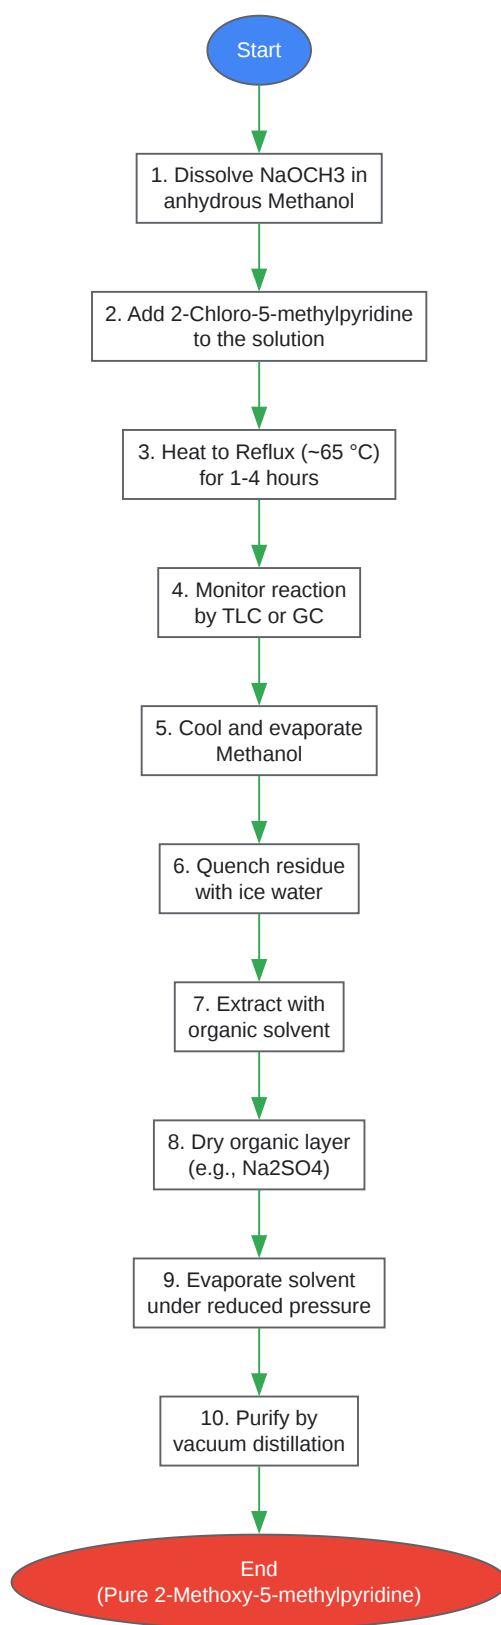 Start
1. Dissolve NaOCH3 in
anhydrous Methanol
2. Add 2-Chloro-5-methylpyridine
to the solution
3. Heat to Reflux (~65 °C)
for 1-4 hours
4. Monitor reaction
by TLC or GC
5. Cool and evaporate
Methanol
6. Quench residue
with ice water
7. Extract with
organic solvent
8. Dry organic layer
(e.g., Na2SO4)
9. Evaporate solvent
under reduced pressure
10. Purify by
vacuum distillation
End
(Pure 2-Methoxy-5-methylpyridine)